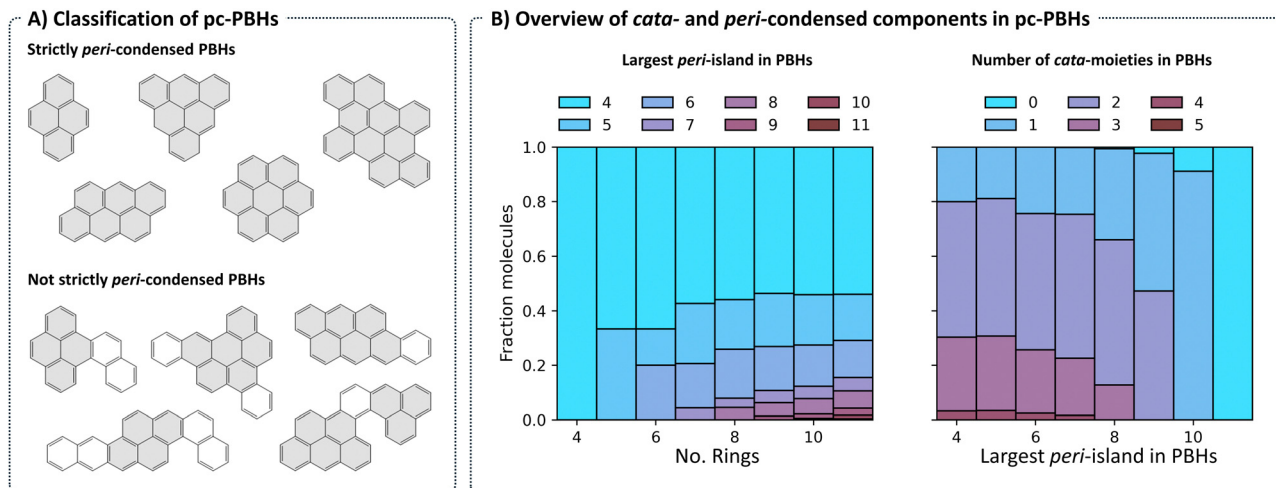 A) Classification of pc-PBHs
Strictly peri-condensed PBHs
Not strictly peri-condensed PBHs
B) Overview of cata- and peri-condensed components in pc-PBHs
Largest peri-island in PBHs
4 6 8 10
5 7 9 11
Fraction molecules
1.0
0.8
0.6
0.4
0.2
0.0
4 6 8 10
No. Rings
Number of cata-moieties in PBHs
0 2 4
1 3 5
4 6 8 10
Largest peri-island in PBHs